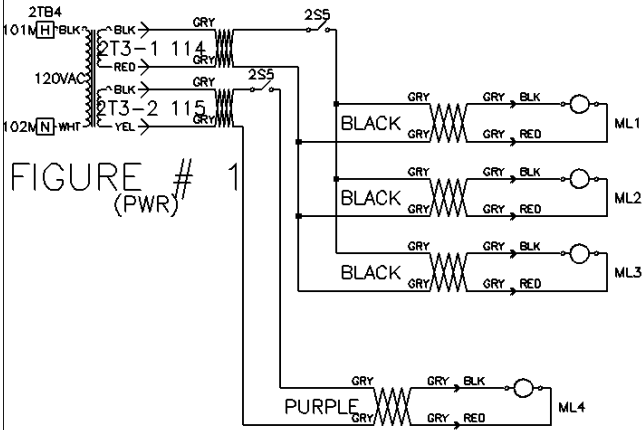 2TB4
101M H BLK
BLK GRY 2S5
2T3-1 114
RED GRY
120VAC
BLK GRY 2S5
2T3-2 115
102M N WHT YEL GRY
FIGURE # 1
(PWR)
GRY GRY BLK
BLACK ML1
GRY GRY RED
GRY GRY BLK
BLACK ML2
GRY GRY RED
GRY GRY BLK
BLACK ML3
GRY GRY RED
GRY GRY BLK
PURPLE ML4
GRY GRY RED